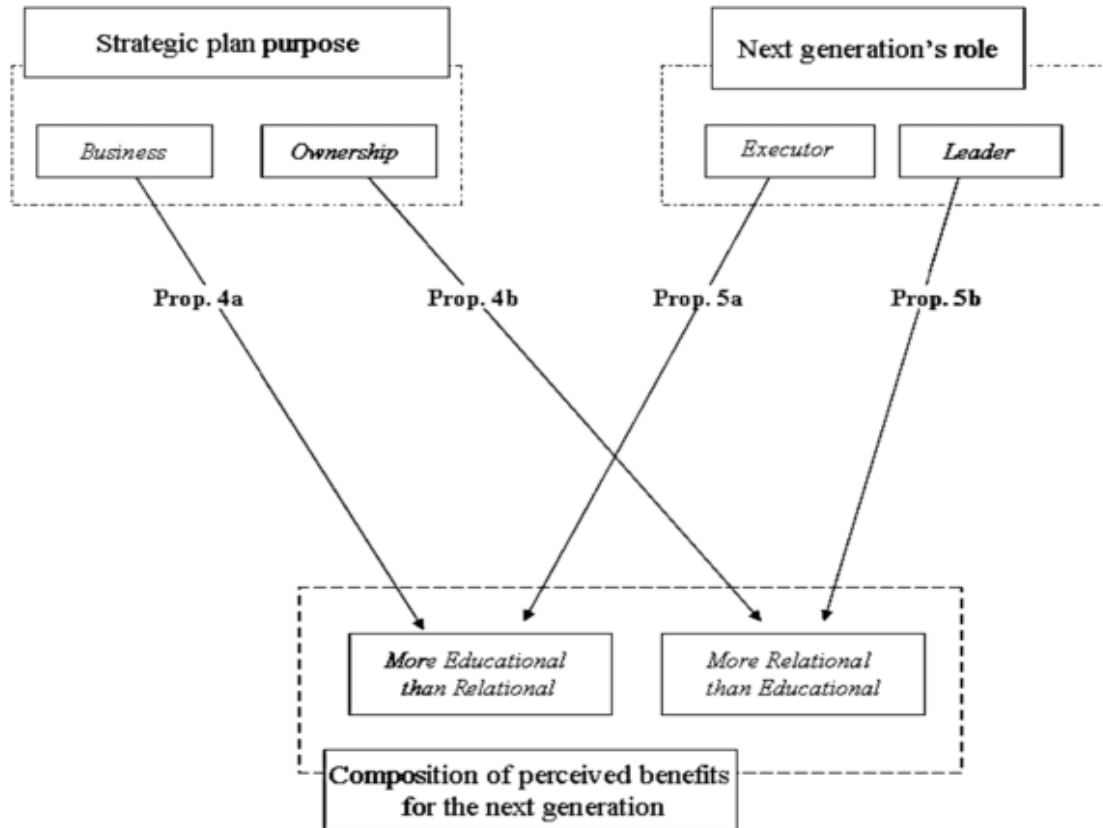 Strategic plan purpose
Next generation's role
Business
Ownership
Executor
Leader
Prop. 4a
Prop. 4b
Prop. 5a
Prop. 5b
More Educational
than Relational
More Relational
than Educational
Composition of perceived benefits
for the next generation